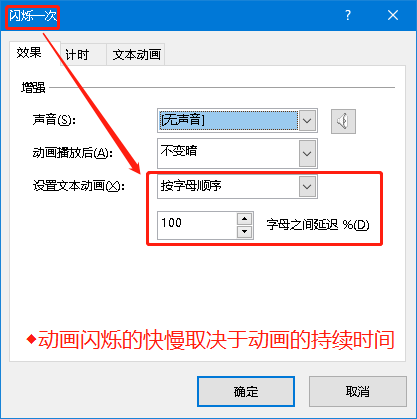 闪烁一次
?
效果 计时 文本动画
增强
声音(S): [无声音]
动画播放后(A): 不变暗
设置文本动画(X): 按字母顺序
100 字母之间延迟 %(D)
◆动画闪烁的快慢取决于动画的持续时间
确定 取消